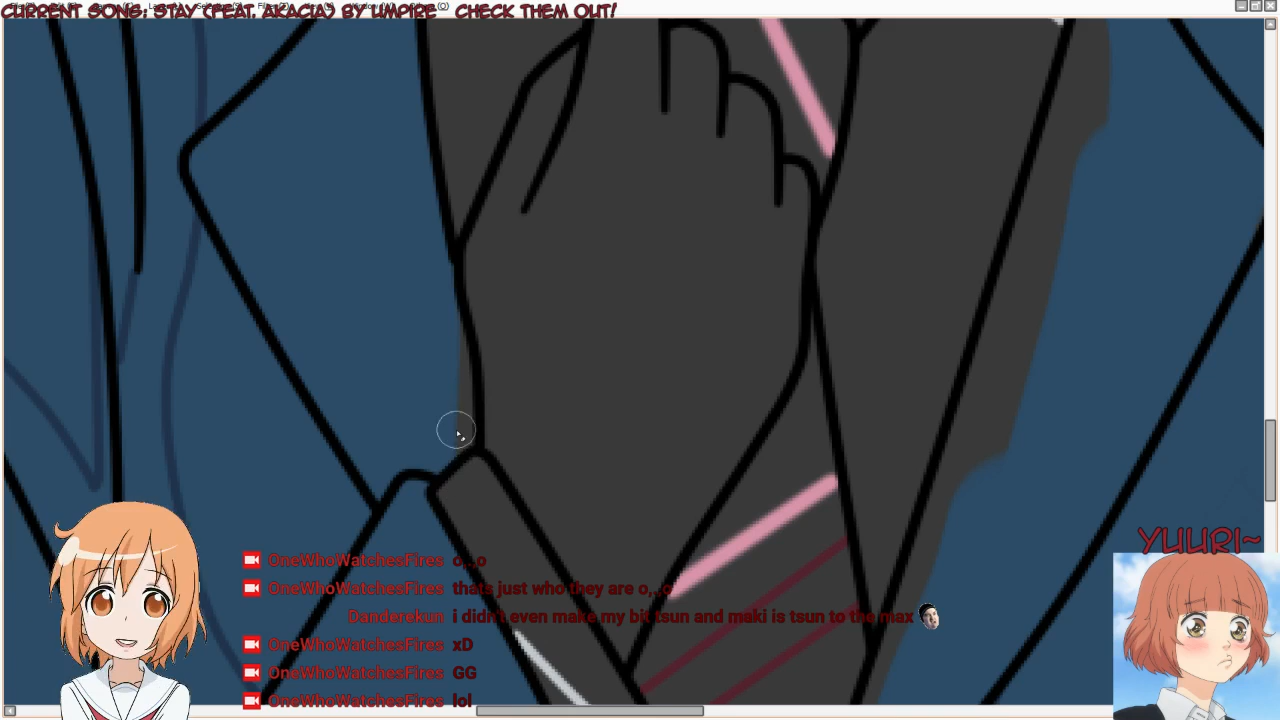 CURRENT SONG: STAY (FEAT. AKACIA) BY UMPIRE   CHECK THEM OUT!
YUURI~
OneWhoWatchesFires o,..o
OneWhoWatchesFires thats just who they are o,..o
Danderekun i didn't even make my bit tsun and maki is tsun to the max
OneWhoWatchesFires xD
OneWhoWatchesFires GG
OneWhoWatchesFires lol